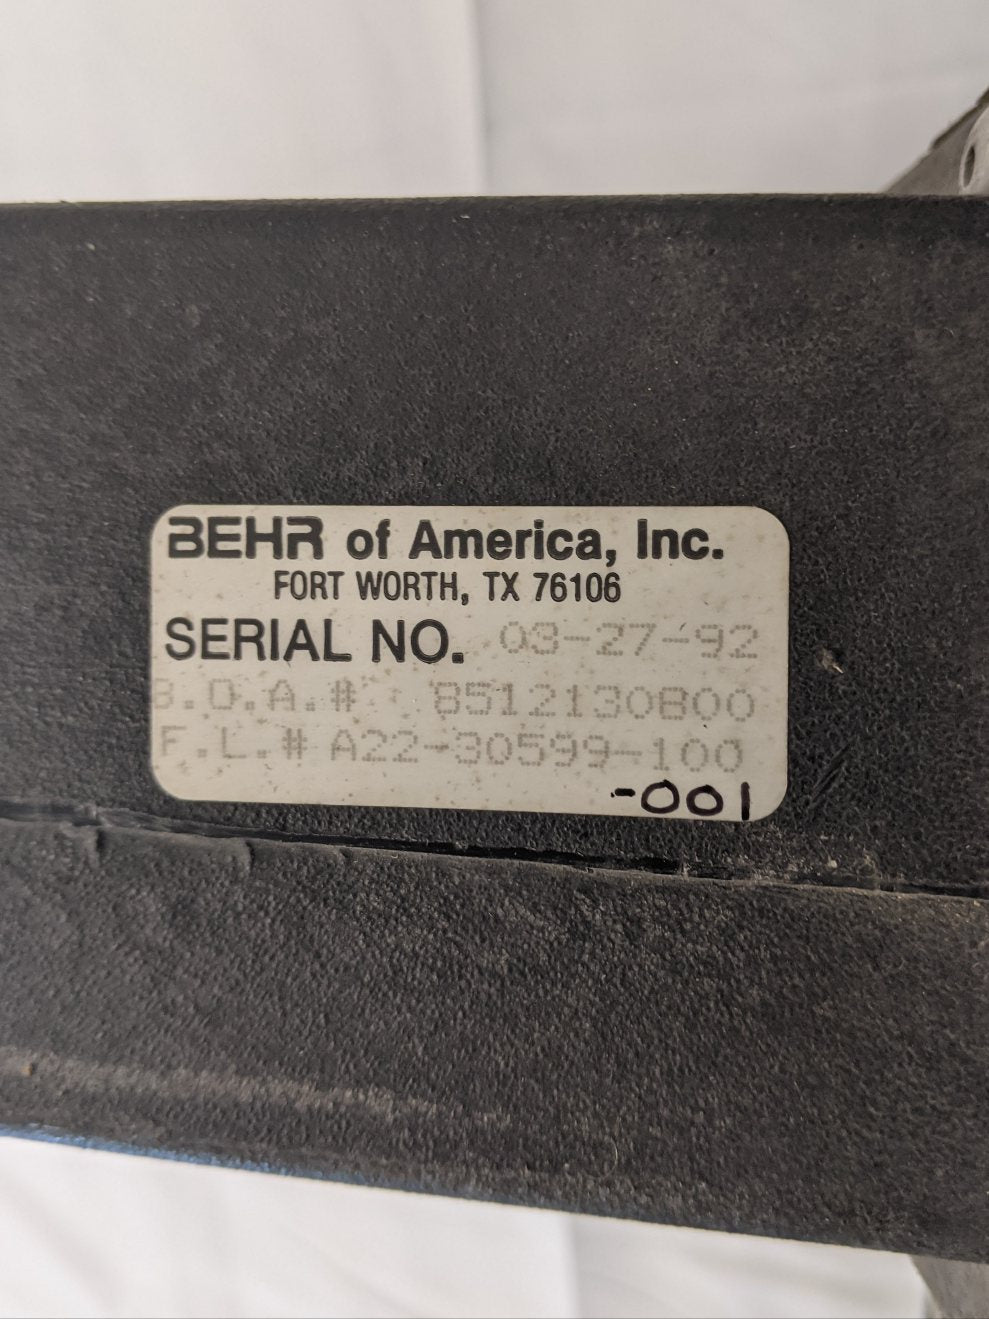 BEHR of America, Inc.
FORT WORTH, TX 76106
SERIAL NO. 03-27-92
B.O.A.# 8512130800
F.L.# A22-30599-100
-001